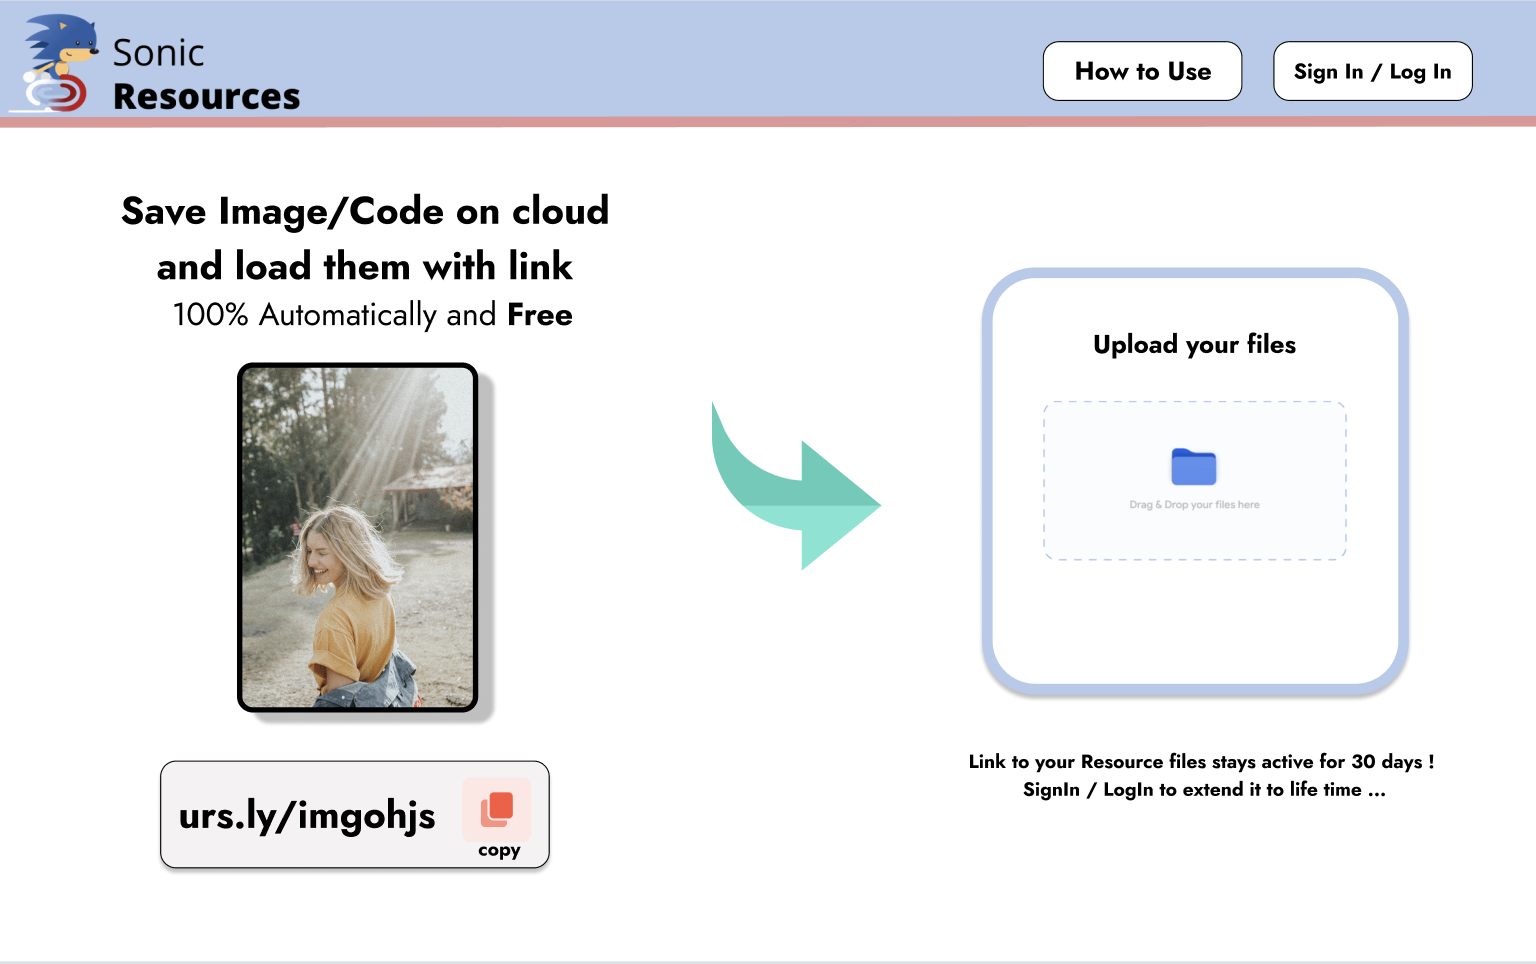 Sonic
Resources
How to Use
Sign In / Log In
Save Image/Code on cloud
and load them with link
100% Automatically and Free
Upload your files
Drag & Drop your files here
urs.ly/imgohjs
copy
Link to your Resource files stays active for 30 days !
SignIn / LogIn to extend it to life time ...